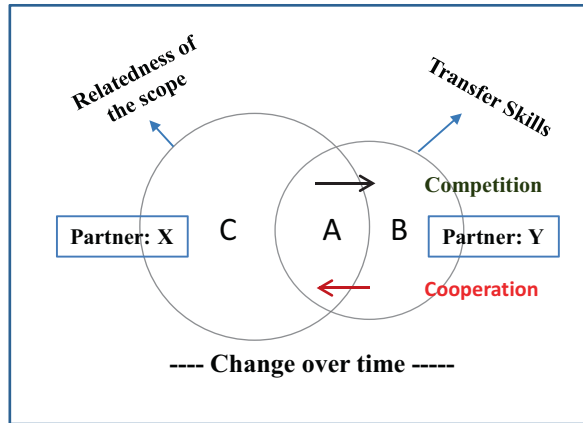 Relatedness of
the scope
Transfer Skills
Competition
Partner: X
C
A
B
Partner: Y
Cooperation
---- Change over time -----